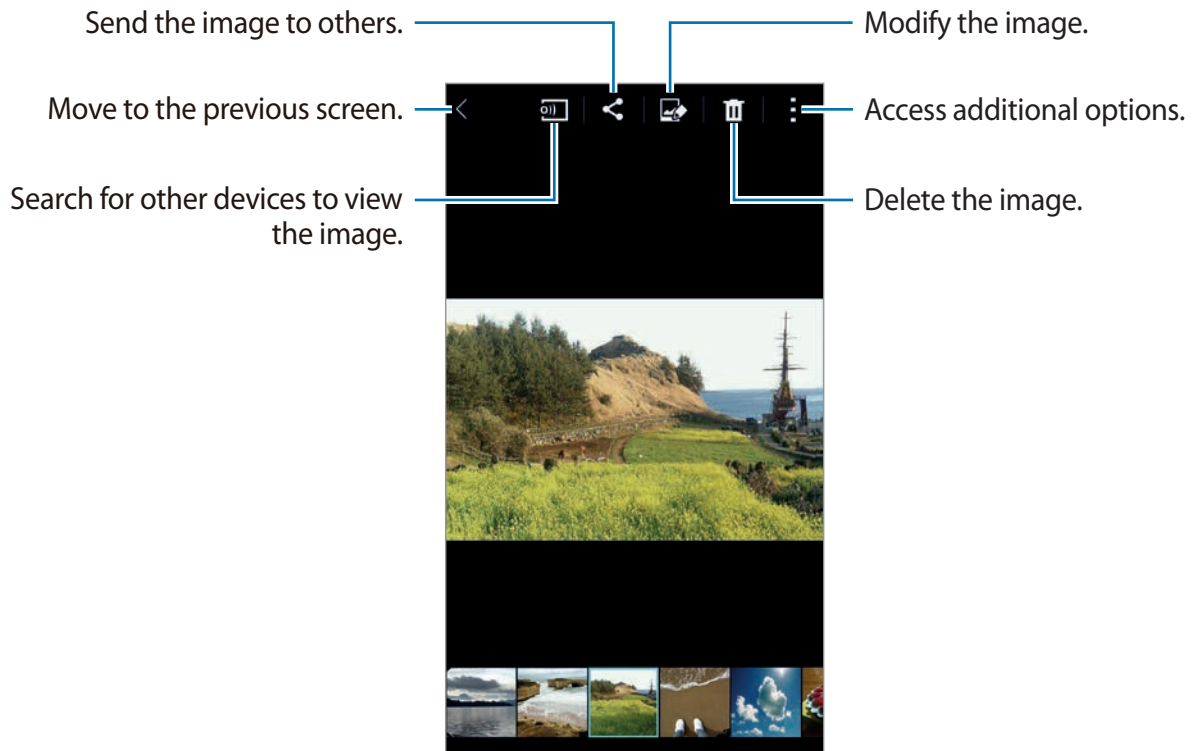 Send the image to others.
Modify the image.
Move to the previous screen.
Access additional options.
Search for other devices to view
the image.
Delete the image.